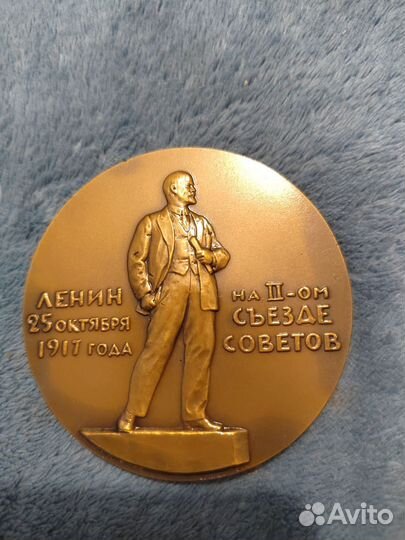 ЛЕНИН
25 ОКТЯБРЯ
1917 ГОДА
НА II-ОМ
СЪЕЗДЕ
СОВЕТОВ
Avito